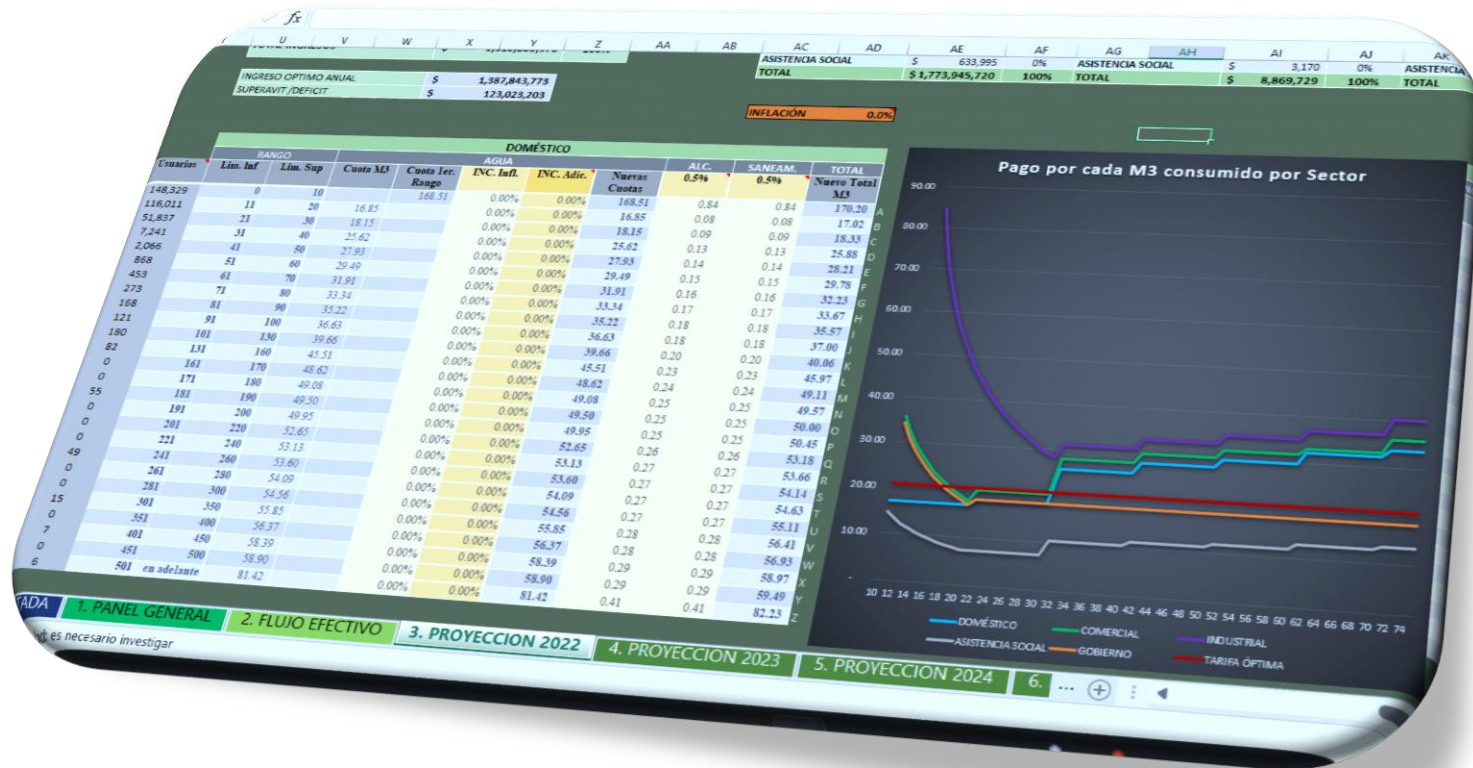 fx
U V W X Y Z AA AB AC AD AE AF AG AH AI AJ AK
100%
ASISTENCIA SOCIAL $ 633,995 0% ASISTENCIA SOCIAL $ 3,170 0% ASISTENCIA
TOTAL $ 1,773,945,720 100% TOTAL $ 8,869,729 100% TOTAL
INGRESO OPTIMO ANUAL $ 1,387,843,773
SUPERAVIT /DEFICIT $ 123,023,203
INFLACIÓN 0.0%
DOMÉSTICO
RANGO AGUA ALC. SANEAM. TOTAL
Usuarios Lim. Inf Lim. Sup Cuota M3 Cuota 1er. Rango INC. Infl. INC. Adic. Nuevas Cuotas 0.5% 0.5% Nuevo Total M3
148,329 0 10 168.51 0.00% 0.00% 168.51 0.84 0.84 170.20 A
116,011 11 20 16.85 0.00% 0.00% 16.85 0.08 0.08 17.02 B
51,837 21 30 18.15 0.00% 0.00% 18.15 0.09 0.09 18.33 C
7,241 31 40 25.62 0.00% 0.00% 25.62 0.13 0.13 25.88 D
2,066 41 50 27.93 0.00% 0.00% 27.93 0.14 0.14 28.21 E
868 51 60 29.49 0.00% 0.00% 29.49 0.15 0.15 29.78 F
453 61 70 31.91 0.00% 0.00% 31.91 0.16 0.16 32.23 G
273 71 80 33.34 0.00% 0.00% 33.34 0.17 0.17 33.67 H
168 81 90 35.22 0.00% 0.00% 35.22 0.18 0.18 35.57 I
121 91 100 36.63 0.00% 0.00% 36.63 0.18 0.18 37.00 J
180 101 130 39.66 0.00% 0.00% 39.66 0.20 0.20 40.06 K
82 131 160 45.51 0.00% 0.00% 45.51 0.23 0.23 45.97 L
0 161 170 48.62 0.00% 0.00% 48.62 0.24 0.24 49.11 M
0 171 180 49.08 0.00% 0.00% 49.08 0.25 0.25 49.57 N
55 181 190 49.50 0.00% 0.00% 49.50 0.25 0.25 50.00 O
0 191 200 49.95 0.00% 0.00% 49.95 0.25 0.25 50.45 P
0 201 220 52.65 0.00% 0.00% 52.65 0.26 0.26 53.18 Q
0 221 240 53.13 0.00% 0.00% 53.13 0.27 0.27 53.66 R
49 241 260 53.60 0.00% 0.00% 53.60 0.27 0.27 54.14 S
0 261 280 54.09 0.00% 0.00% 54.09 0.27 0.27 54.63 T
0 281 300 54.56 0.00% 0.00% 54.56 0.27 0.27 55.11 U
15 301 350 55.85 0.00% 0.00% 55.85 0.28 0.28 56.41 V
0 351 400 56.37 0.00% 0.00% 56.37 0.28 0.28 56.93 W
7 401 450 58.39 0.00% 0.00% 58.39 0.29 0.29 58.97 X
0 451 500 58.90 0.00% 0.00% 58.90 0.29 0.29 59.49 Y
6 501 en adelante 81.42 0.00% 0.00% 81.42 0.41 0.41 82.23 Z
Pago por cada M3 consumido por Sector
90.00
80.00
70.00
60.00
50.00
40.00
30.00
20.00
10.00
-
10 12 14 16 18 20 22 24 26 28 30 32 34 36 38 40 42 44 46 48 50 52 54 56 58 60 62 64 66 68 70 72 74
DOMÉSTICO COMERCIAL INDUSTRIAL
ASISTENCIA SOCIAL GOBIERNO TARIFA ÓPTIMA
1. PANEL GENERAL 2. FLUJO EFECTIVO 3. PROYECCION 2022 4. PROYECCION 2023 5. PROYECCION 2024 6. ...
es necesario investigar